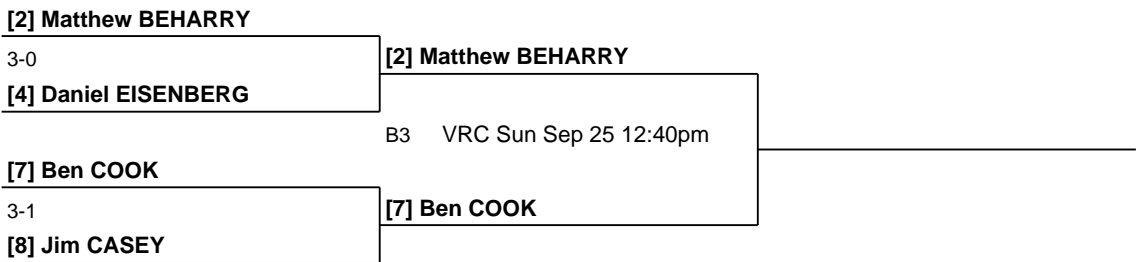 [2] Matthew BEHARRY
3-0
[2] Matthew BEHARRY
[4] Daniel EISENBERG
B3 VRC Sun Sep 25 12:40pm
[7] Ben COOK
3-1
[7] Ben COOK
[8] Jim CASEY